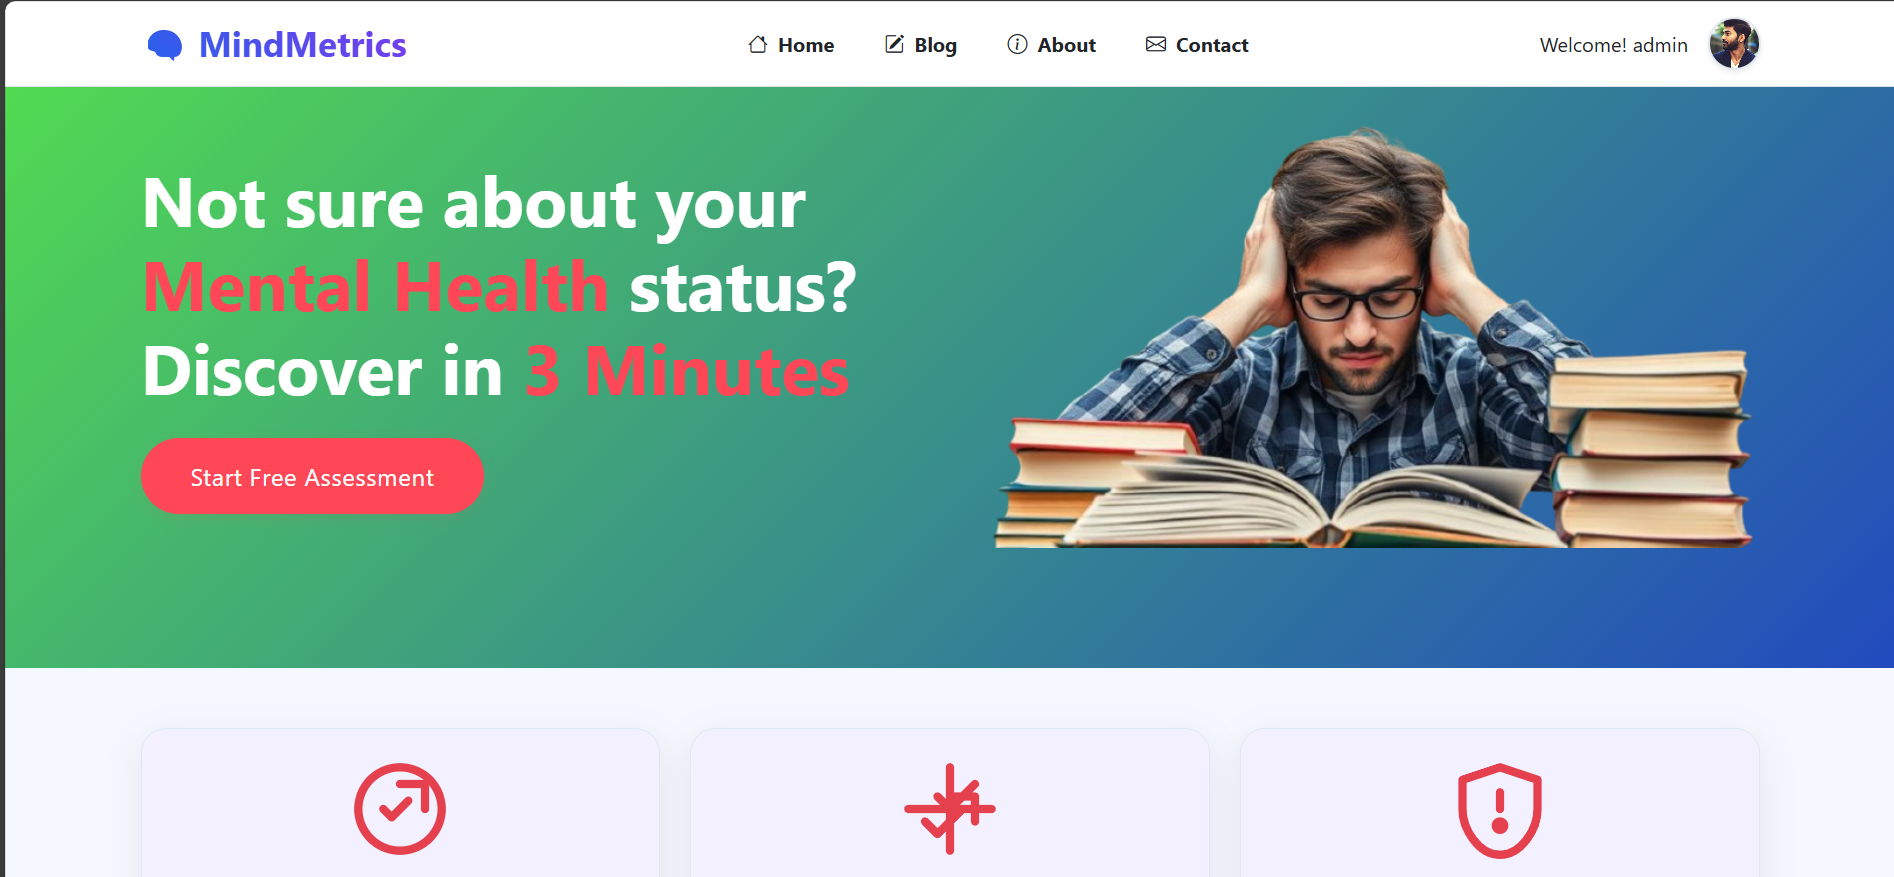 MindMetrics
Home
Blog
About
Contact
Welcome! admin
Not sure about your
Mental Health status?
Discover in 3 Minutes
Start Free Assessment